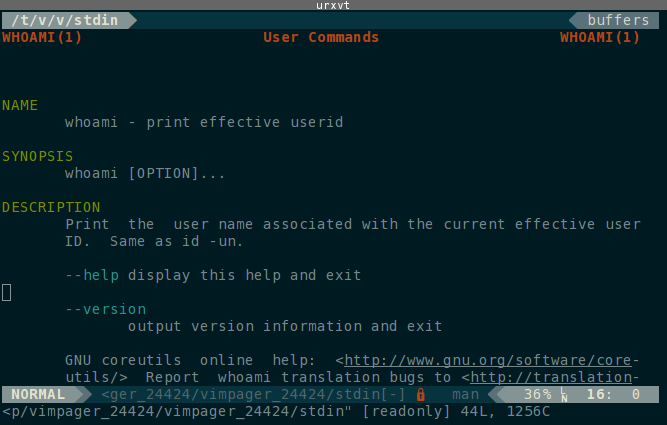 urxvt
/t/v/v/stdin buffers
WHOAMI(1) User Commands WHOAMI(1)
NAME
whoami - print effective userid
SYNOPSIS
whoami [OPTION]...
DESCRIPTION
Print the user name associated with the current effective user
ID. Same as id -un.
--help display this help and exit
--version
output version information and exit
GNU coreutils online help: <http://www.gnu.org/software/core-
utils/> Report whoami translation bugs to <http://translation-
NORMAL <ger_24424/vimpager_24424/stdin[-] man 36% LN 16: 0
<p/vimpager_24424/vimpager_24424/stdin" [readonly] 44L, 1256C